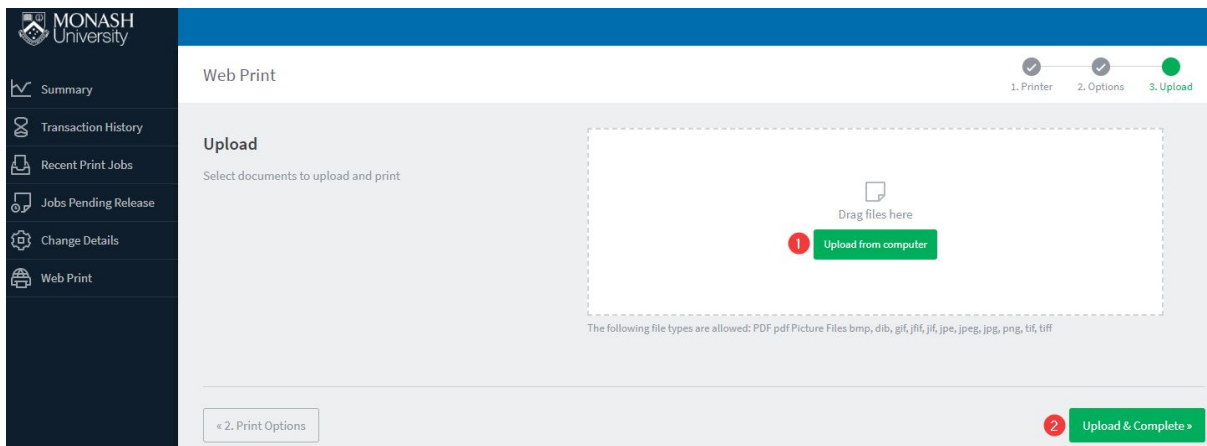 MONASH
University
Summary
Transaction History
Recent Print Jobs
Jobs Pending Release
Change Details
Web Print
Web Print
1. Printer
2. Options
3. Upload
Upload
Select documents to upload and print
Drag files here
1 Upload from computer
The following file types are allowed: PDF pdf Picture Files bmp, dib, gif, jfif, jif, jpe, jpeg, jpg, png, tif, tiff
« 2. Print Options
2 Upload & Complete »